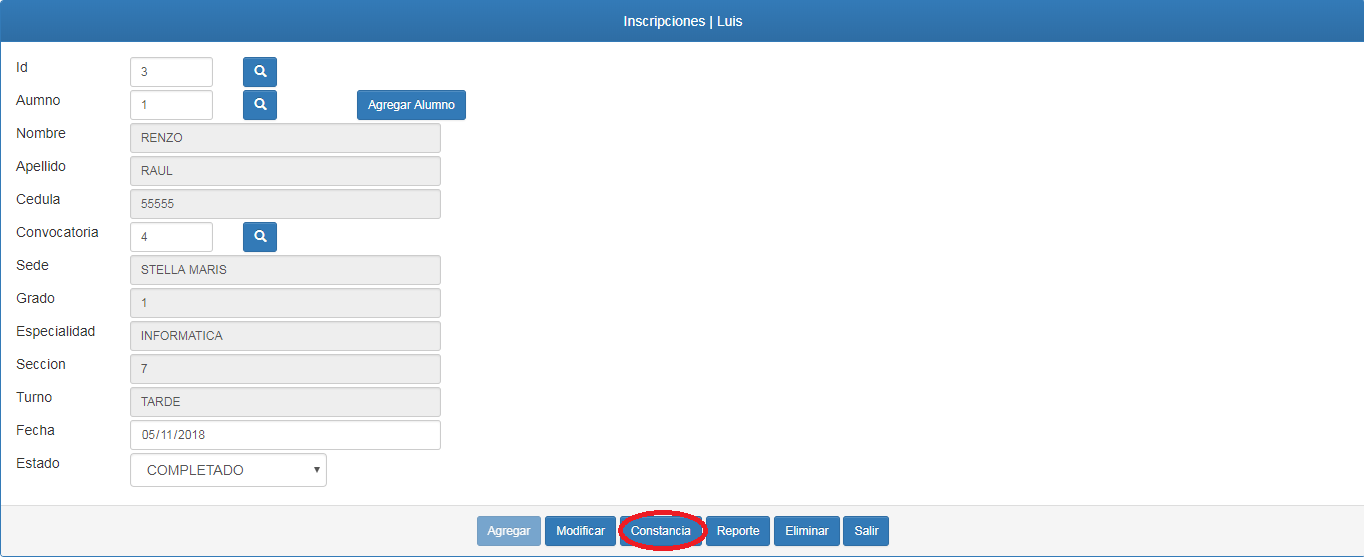 Inscripciones | Luis
Id 3
Aumno 1 Agregar Alumno
Nombre RENZO
Apellido RAUL
Cedula 55555
Convocatoria 4
Sede STELLA MARIS
Grado 1
Especialidad INFORMATICA
Seccion 7
Turno TARDE
Fecha 05/11/2018
Estado COMPLETADO
Agregar Modificar Constancia Reporte Eliminar Salir